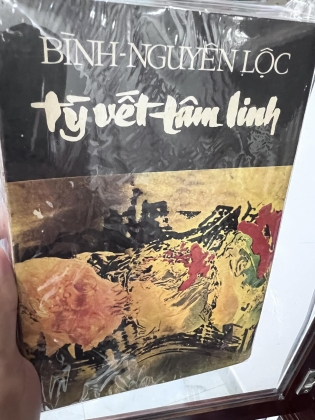 BÌNH-NGUYÊN LỘC
tỳ vết tâm linh